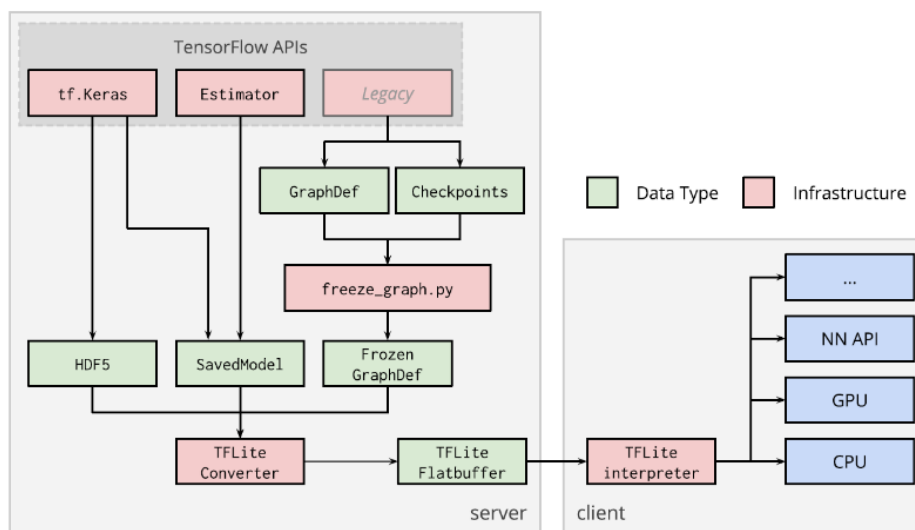 TensorFlow APIs
tf.Keras
Estimator
Legacy
GraphDef
Checkpoints
Data Type
Infrastructure
freeze_graph.py
...
NN API
HDF5
SavedModel
Frozen
GraphDef
GPU
TFLite
Converter
TFLite
Flatbuffer
TFLite
interpreter
CPU
server
client